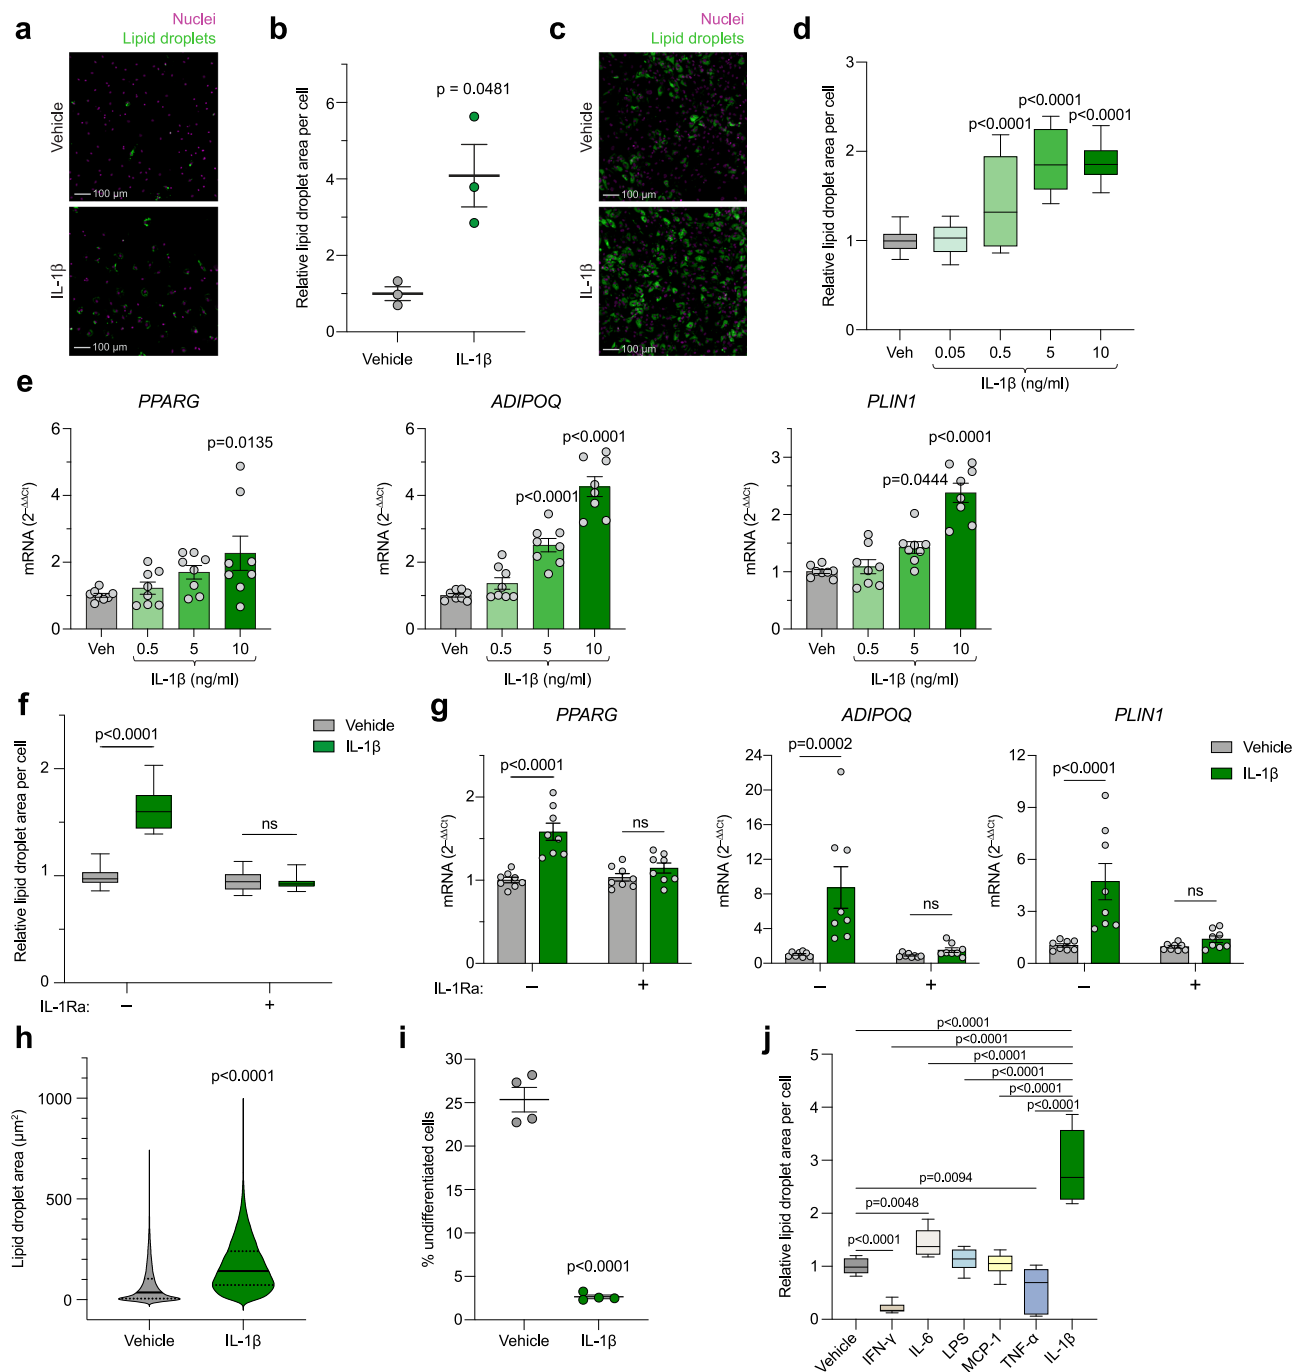 a
Nuclei
Lipid droplets
Vehicle
100 µm
IL-1β
100 µm
b
Relative lipid droplet area per cell
8
6
4
2
0
p = 0.0481
Vehicle
IL-1β
c
Nuclei
Lipid droplets
Vehicle
100 µm
IL-1β
100 µm
d
Relative lipid droplet area per cell
3
2
1
0
p<0.0001
p<0.0001
p<0.0001
Veh
0.05
0.5
5
10
IL-1β (ng/ml)
e
PPARG
mRNA (2–ΔΔCt)
6
4
2
0
p=0.0135
Veh
0.5
5
10
IL-1β (ng/ml)
ADIPOQ
mRNA (2–ΔΔCt)
6
4
2
0
p<0.0001
p<0.0001
Veh
0.5
5
10
IL-1β (ng/ml)
PLIN1
mRNA (2–ΔΔCt)
3
2
1
0
p=0.0444
p<0.0001
Veh
0.5
5
10
IL-1β (ng/ml)
f
Relative lipid droplet area per cell
2
1
0
p<0.0001
ns
Vehicle
IL-1β
IL-1Ra:
–
+
g
PPARG
mRNA (2–ΔΔCt)
2
1
0
p<0.0001
ns
IL-1Ra:
–
+
ADIPOQ
mRNA (2–ΔΔCt)
24
20
16
12
8
4
0
p=0.0002
ns
–
+
PLIN1
mRNA (2–ΔΔCt)
12
9
6
3
0
p<0.0001
ns
–
+
Vehicle
IL-1β
h
Lipid droplet area (µm2)
1000
500
0
p<0.0001
Vehicle
IL-1β
i
% undifferentiated cells
30
25
20
15
10
5
0
p<0.0001
Vehicle
IL-1β
j
Relative lipid droplet area per cell
5
4
3
2
1
0
p<0.0001
p<0.0001
p<0.0001
p<0.0001
p<0.0001
p<0.0001
p=0.0094
p=0.0048
p<0.0001
Vehicle
IFN-γ
IL-6
LPS
MCP-1
TNF-α
IL-1β